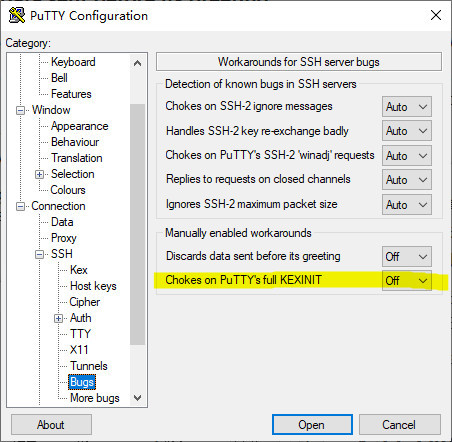 PuTTY Configuration
Category:
Keyboard
Bell
Features
Window
Appearance
Behaviour
Translation
Selection
Colours
Connection
Data
Proxy
SSH
Kex
Host keys
Cipher
Auth
TTY
X11
Tunnels
Bugs
More bugs
Workarounds for SSH server bugs
Detection of known bugs in SSH servers
Chokes on SSH-2 ignore messages Auto
Handles SSH-2 key re-exchange badly Auto
Chokes on PuTTY's SSH-2 'winadj' requests Auto
Replies to requests on closed channels Auto
Ignores SSH-2 maximum packet size Auto
Manually enabled workarounds
Discards data sent before its greeting Off
Chokes on PuTTY's full KEXINIT Off
About
Open
Cancel